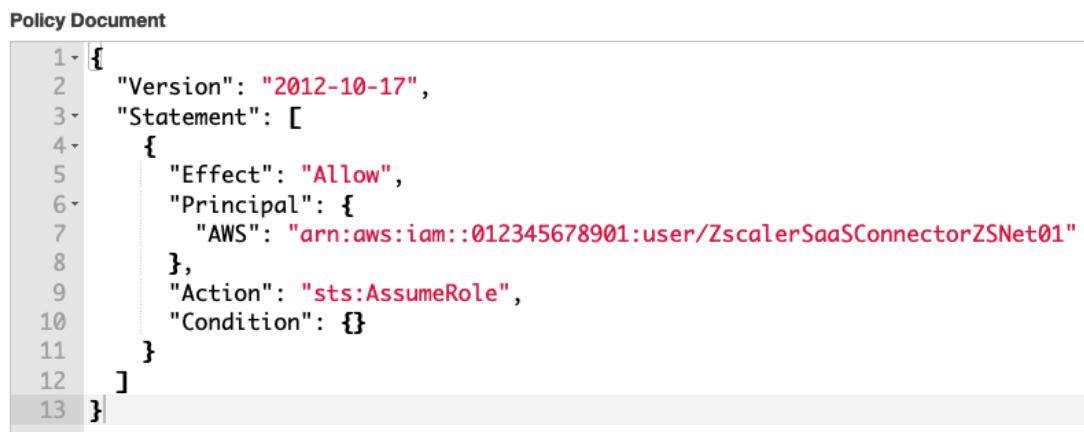 Policy Document
1 {
2 "Version": "2012-10-17",
3 "Statement": [
4 {
5 "Effect": "Allow",
6 "Principal": {
7 "AWS": "arn:aws:iam::012345678901:user/ZscalerSaaSConnectorZSNet01"
8 },
9 "Action": "sts:AssumeRole",
10 "Condition": {}
11 }
12 ]
13 }